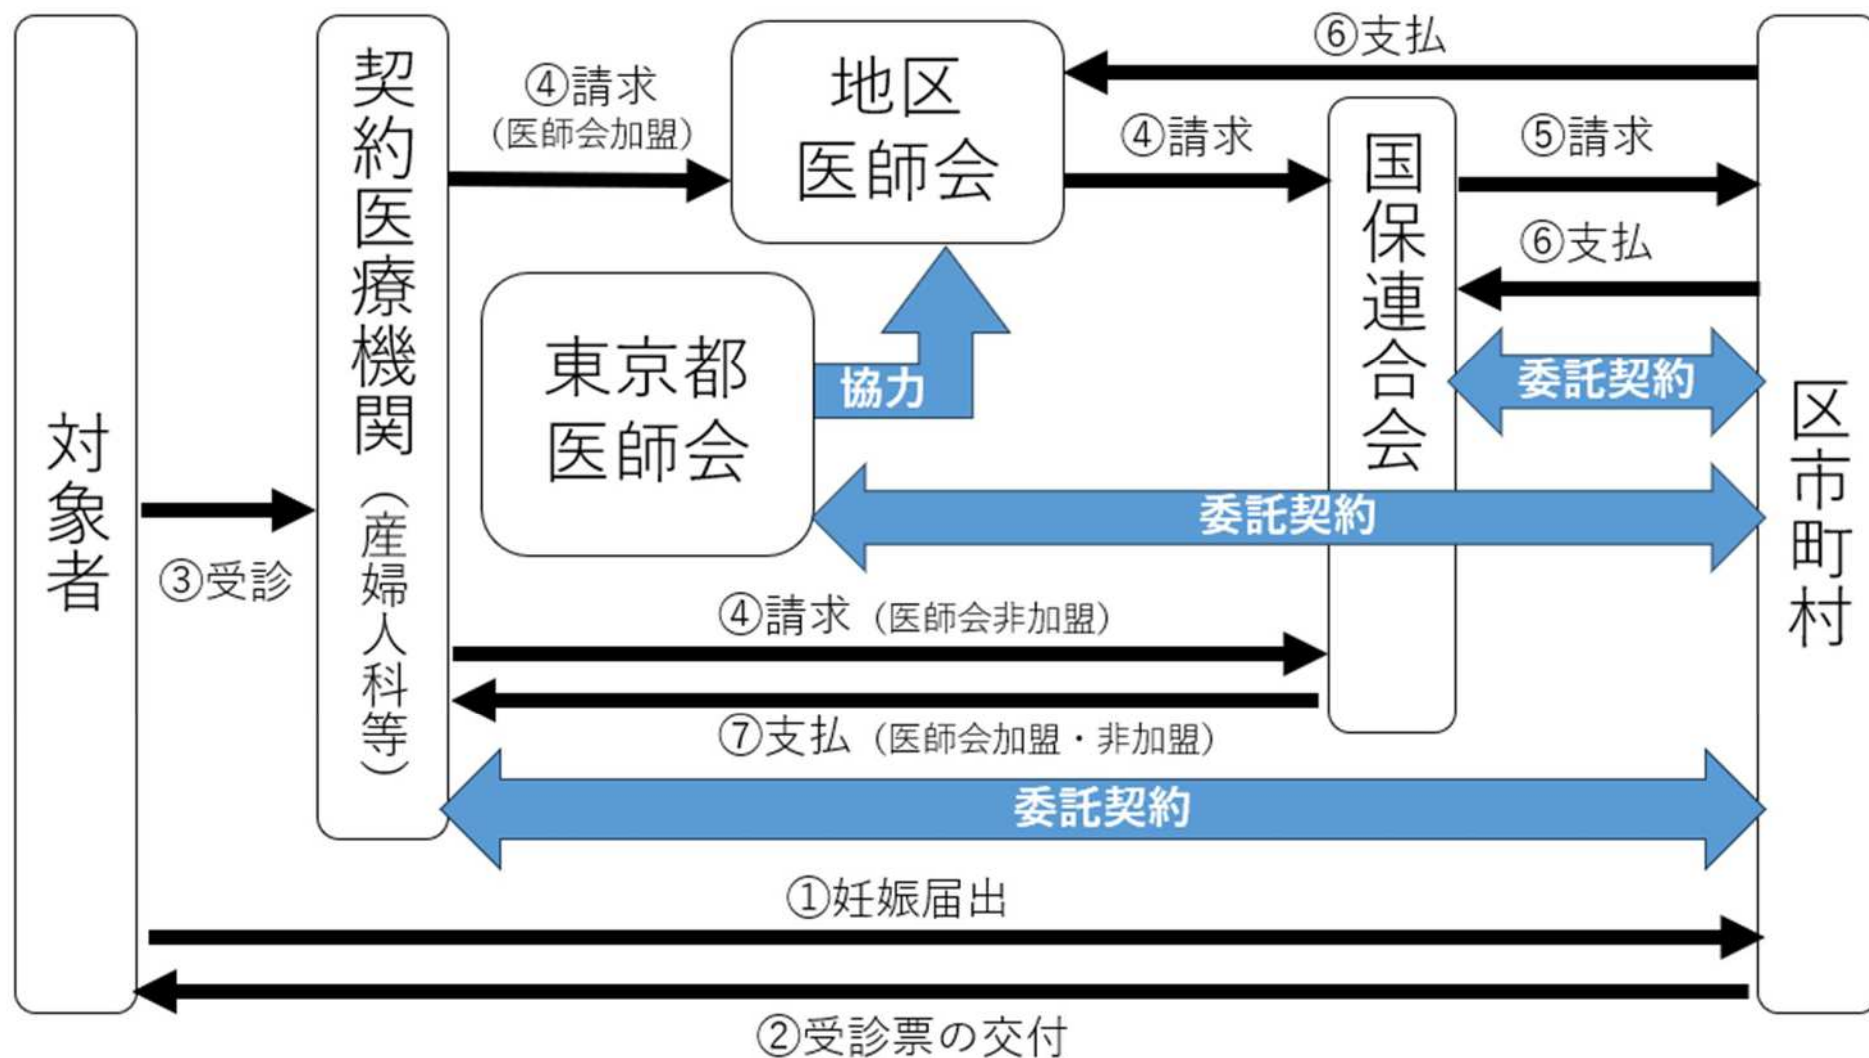 対象者
契約医療機関（産婦人科等）
④請求
（医師会加盟）
地区
医師会
⑥支払
④請求
国保連合会
⑤請求
⑥支払
区市町村
東京都
医師会
協力
委託契約
委託契約
③受診
④請求（医師会非加盟）
⑦支払（医師会加盟・非加盟）
委託契約
①妊娠届出
②受診票の交付